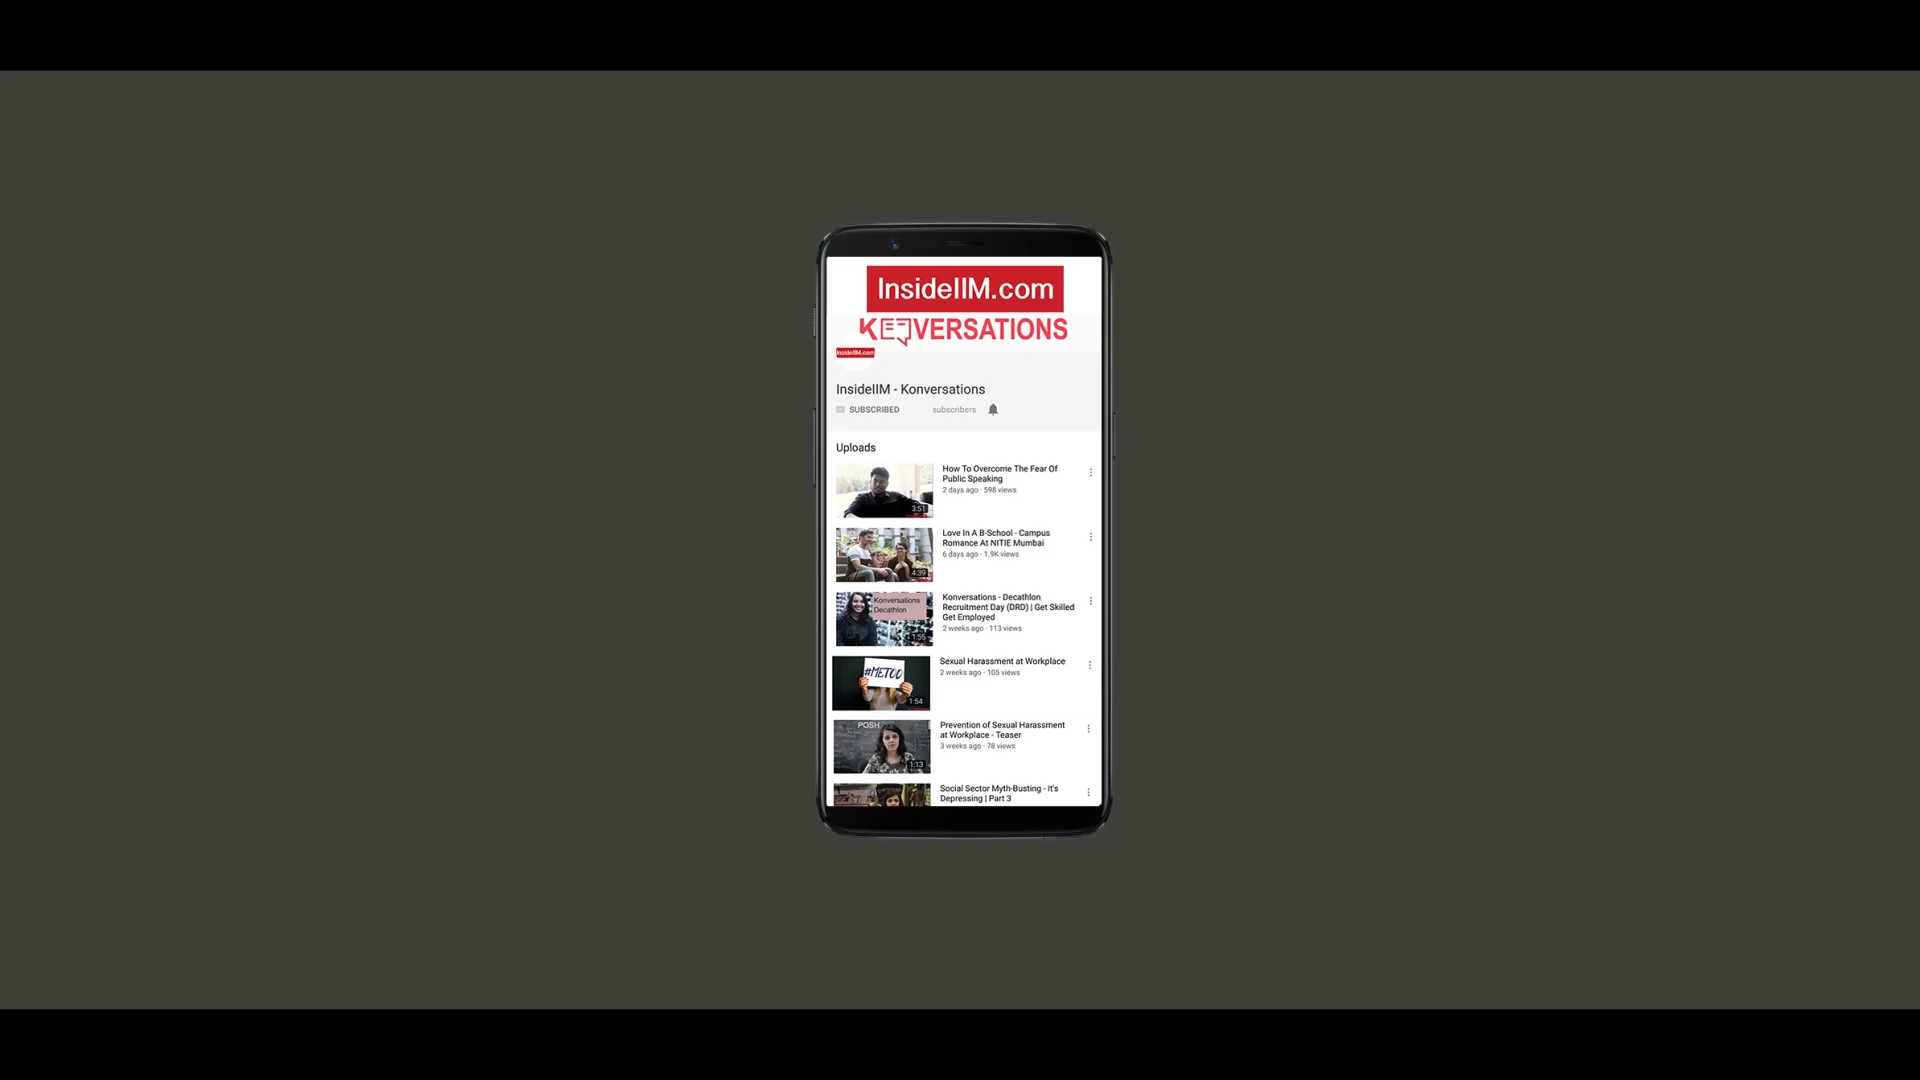 InsideIIM.com
KONVERSATIONS
InsideIIM.com
InsideIIM - Konversations
SUBSCRIBED subscribers
Uploads
How To Overcome The Fear Of
Public Speaking
2 days ago · 598 views
3:51
Love In A B-School - Campus
Romance At NITIE Mumbai
6 days ago · 1.9K views
4:39
Konversations
Decathlon
1:55
Konversations - Decathlon
Recruitment Day (DRD) | Get Skilled
Get Employed
2 weeks ago · 113 views
#METOO
1:54
Sexual Harassment at Workplace
2 weeks ago · 105 views
POSH
1:13
Prevention of Sexual Harassment
at Workplace - Teaser
3 weeks ago · 78 views
Social Sector Myth-Busting - It's
Depressing | Part 3